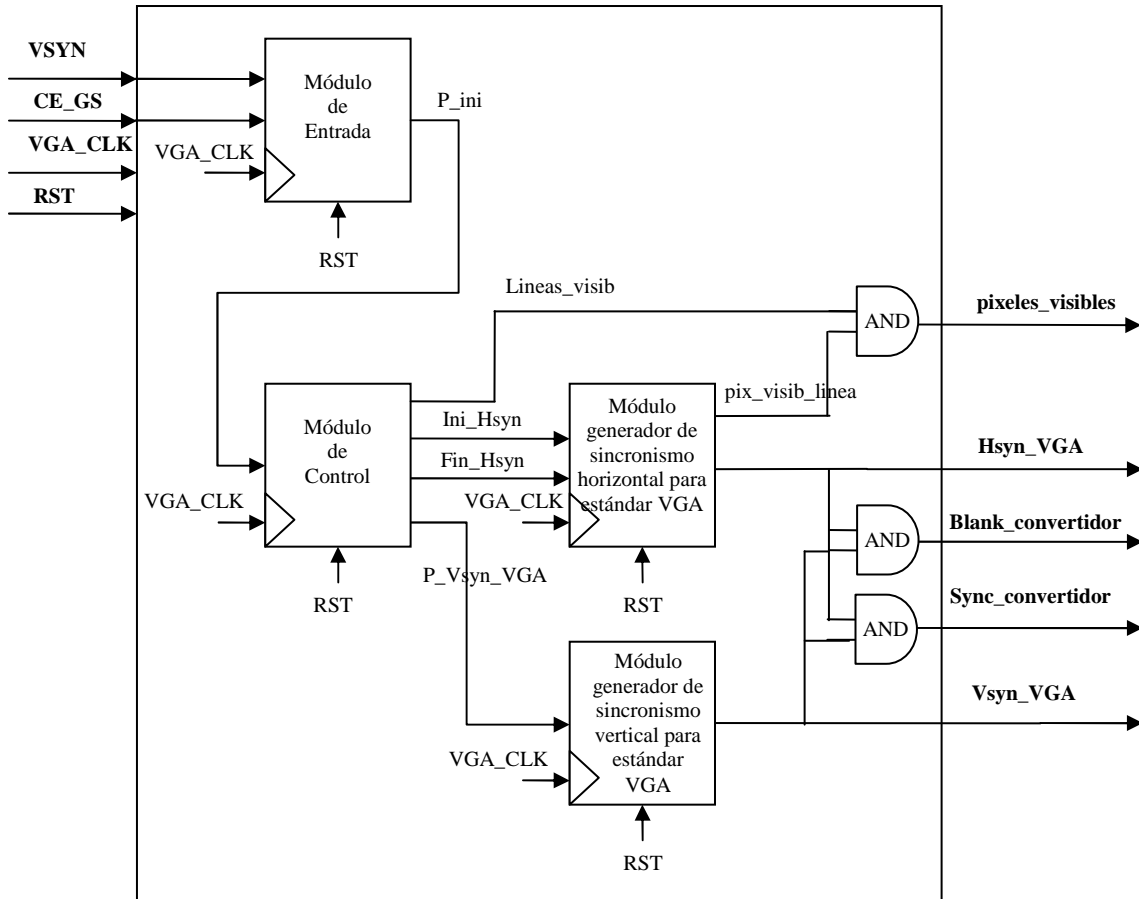 VSYN
CE_GS
VGA_CLK
RST
Módulo
de
Entrada
P_ini
VGA_CLK
RST
Lineas_visib
AND
pixeles_visibles
Módulo
de
Control
VGA_CLK
RST
Ini_Hsyn
Fin_Hsyn
VGA_CLK
P_Vsyn_VGA
Módulo
generador de
sincronismo
horizontal para
estándar VGA
RST
pix_visib_linea
Hsyn_VGA
AND
Blank_convertidor
AND
Sync_convertidor
Módulo
generador de
sincronismo
vertical para
estándar
VGA
VGA_CLK
RST
Vsyn_VGA